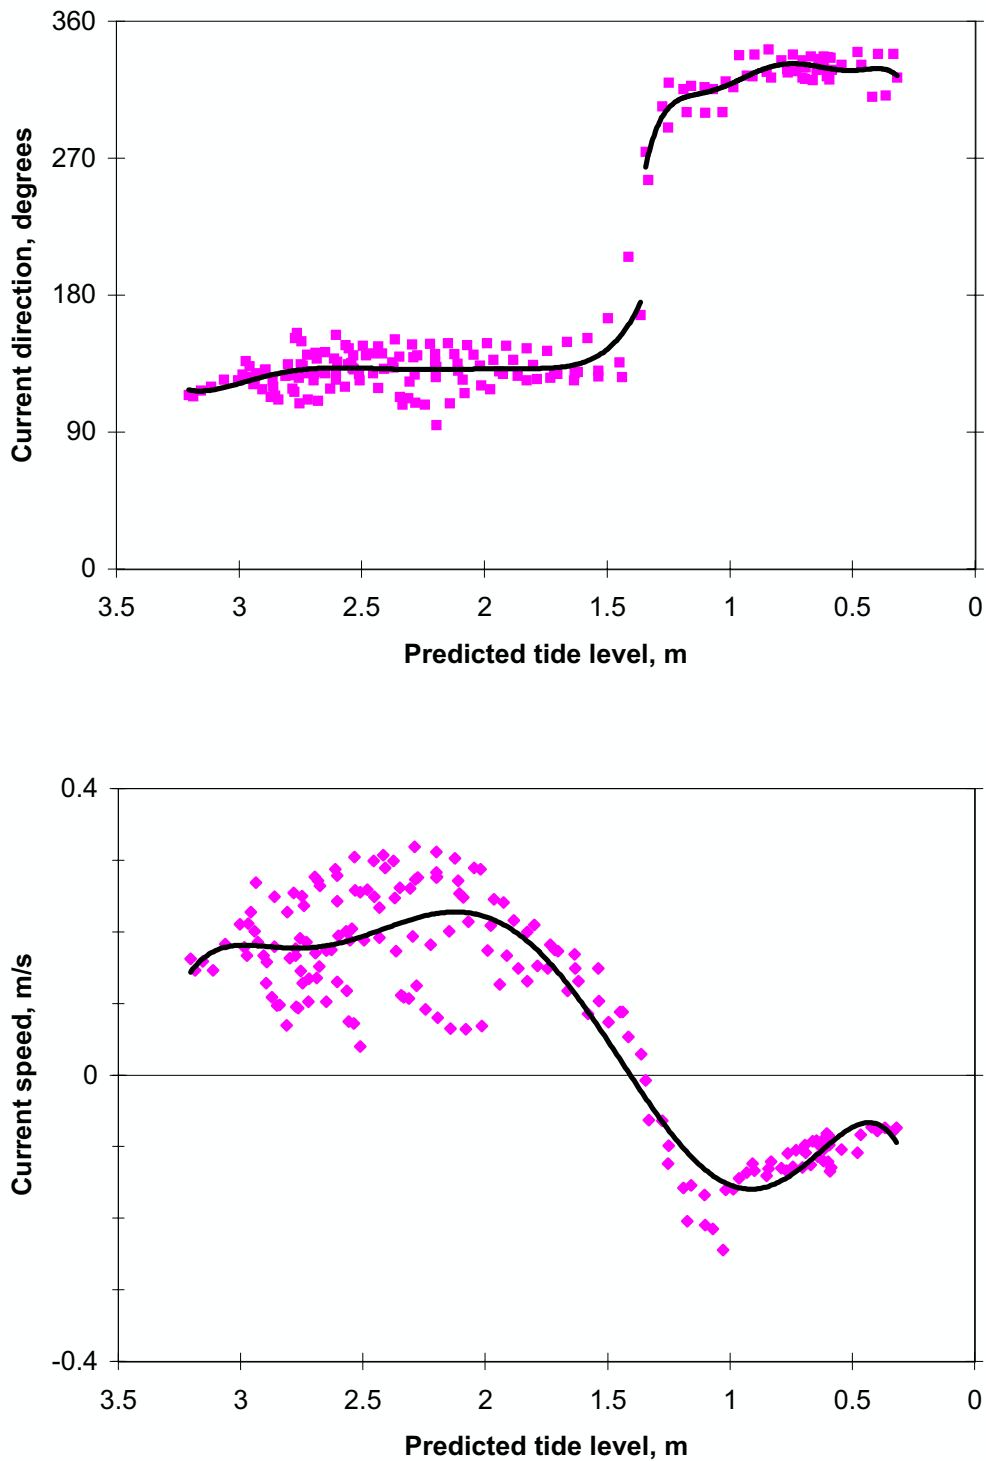 360
270
180
90
0
Current direction, degrees
3.5 3 2.5 2 1.5 1 0.5 0
Predicted tide level, m
0.4
0
-0.4
Current speed, m/s
3.5 3 2.5 2 1.5 1 0.5 0
Predicted tide level, m